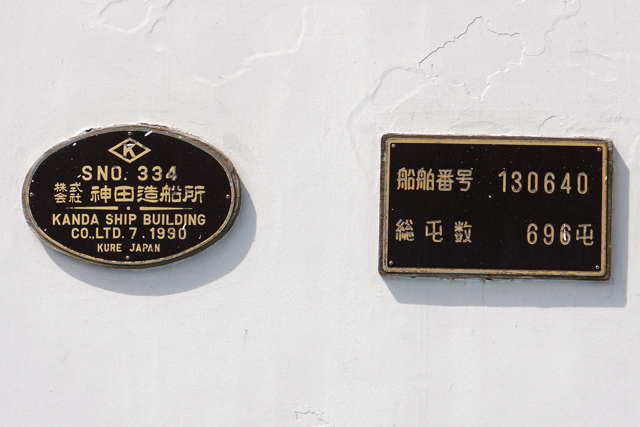 K
SNO. 334
株式会社 神田造船所
KANDA SHIP BUILDING
CO.,LTD. 7. 1990
KURE JAPAN
船舶番号 130640
総屯数 696屯